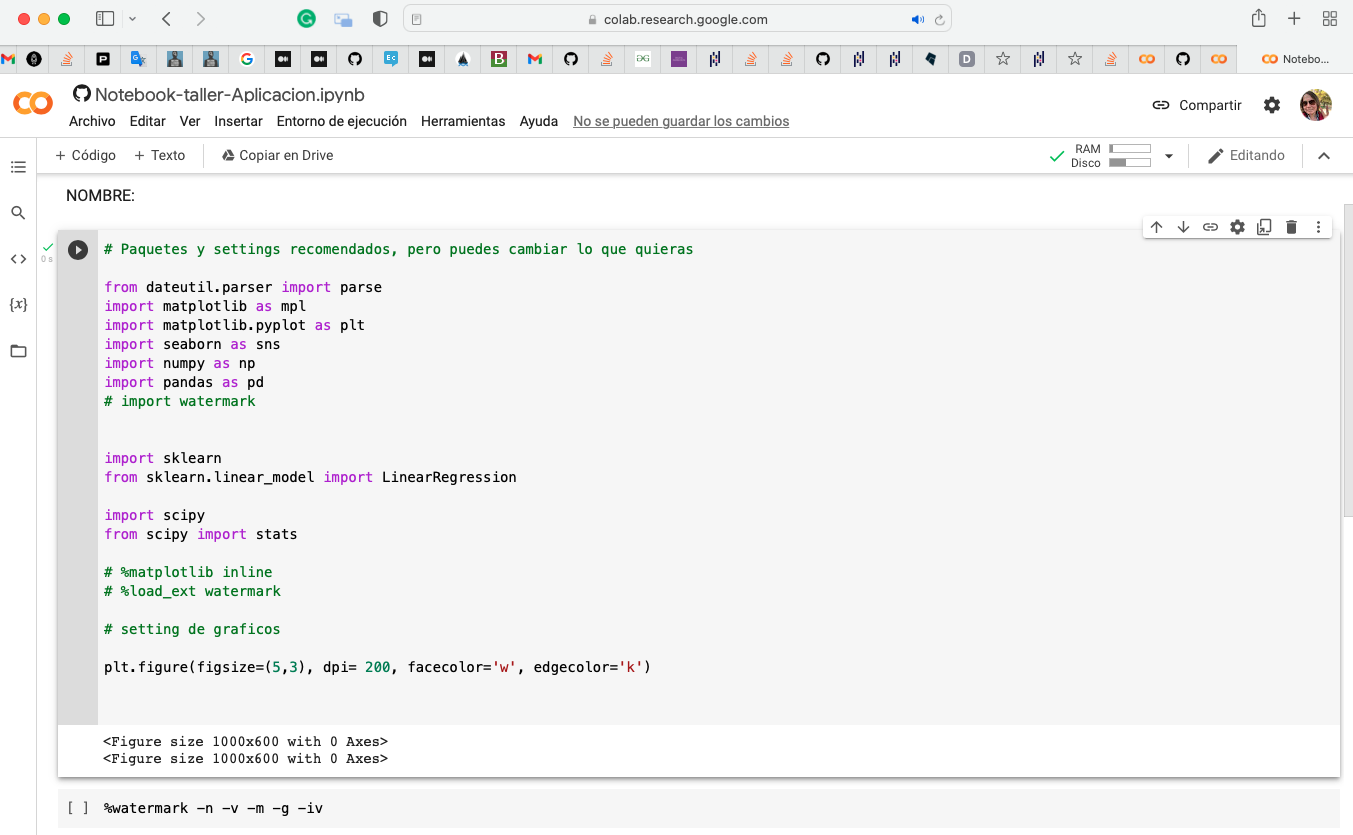 colab.research.google.com
Notebo...
Notebook-taller-Aplicacion.ipynb
Compartir
Archivo Editar Ver Insertar Entorno de ejecución Herramientas Ayuda No se pueden guardar los cambios
+ Código + Texto Copiar en Drive
RAM
Disco
Editando
NOMBRE:
0 s
# Paquetes y settings recomendados, pero puedes cambiar lo que quieras
from dateutil.parser import parse
import matplotlib as mpl
import matplotlib.pyplot as plt
import seaborn as sns
import numpy as np
import pandas as pd
# import watermark
import sklearn
from sklearn.linear_model import LinearRegression
import scipy
from scipy import stats
# %matplotlib inline
# %load_ext watermark
# setting de graficos
plt.figure(figsize=(5,3), dpi= 200, facecolor='w', edgecolor='k')
<Figure size 1000x600 with 0 Axes>
<Figure size 1000x600 with 0 Axes>
[ ] %watermark -n -v -m -g -iv